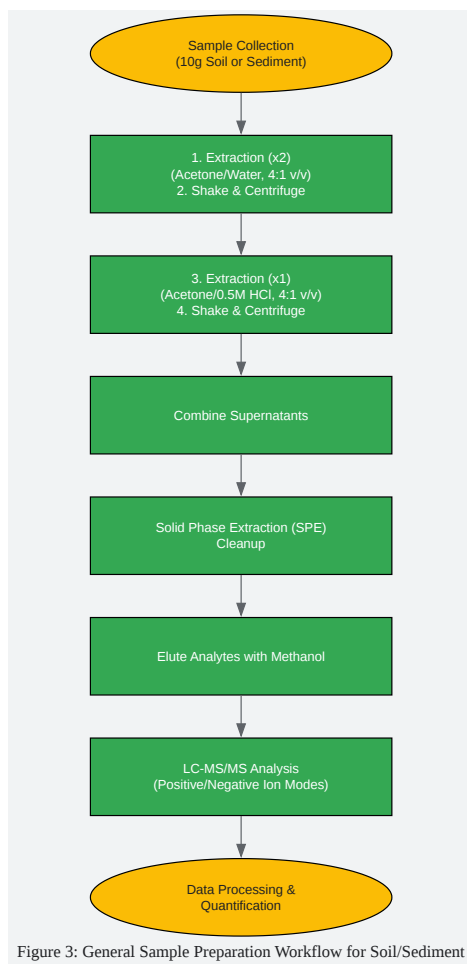 Sample Collection
(10g Soil or Sediment)
1. Extraction (x2)
(Acetone/Water, 4:1 v/v)
2. Shake & Centrifuge
3. Extraction (x1)
(Acetone/0.5M HCl, 4:1 v/v)
4. Shake & Centrifuge
Combine Supernatants
Solid Phase Extraction (SPE)
Cleanup
Elute Analytes with Methanol
LC-MS/MS Analysis
(Positive/Negative Ion Modes)
Data Processing &
Quantification
Figure 3: General Sample Preparation Workflow for Soil/Sediment